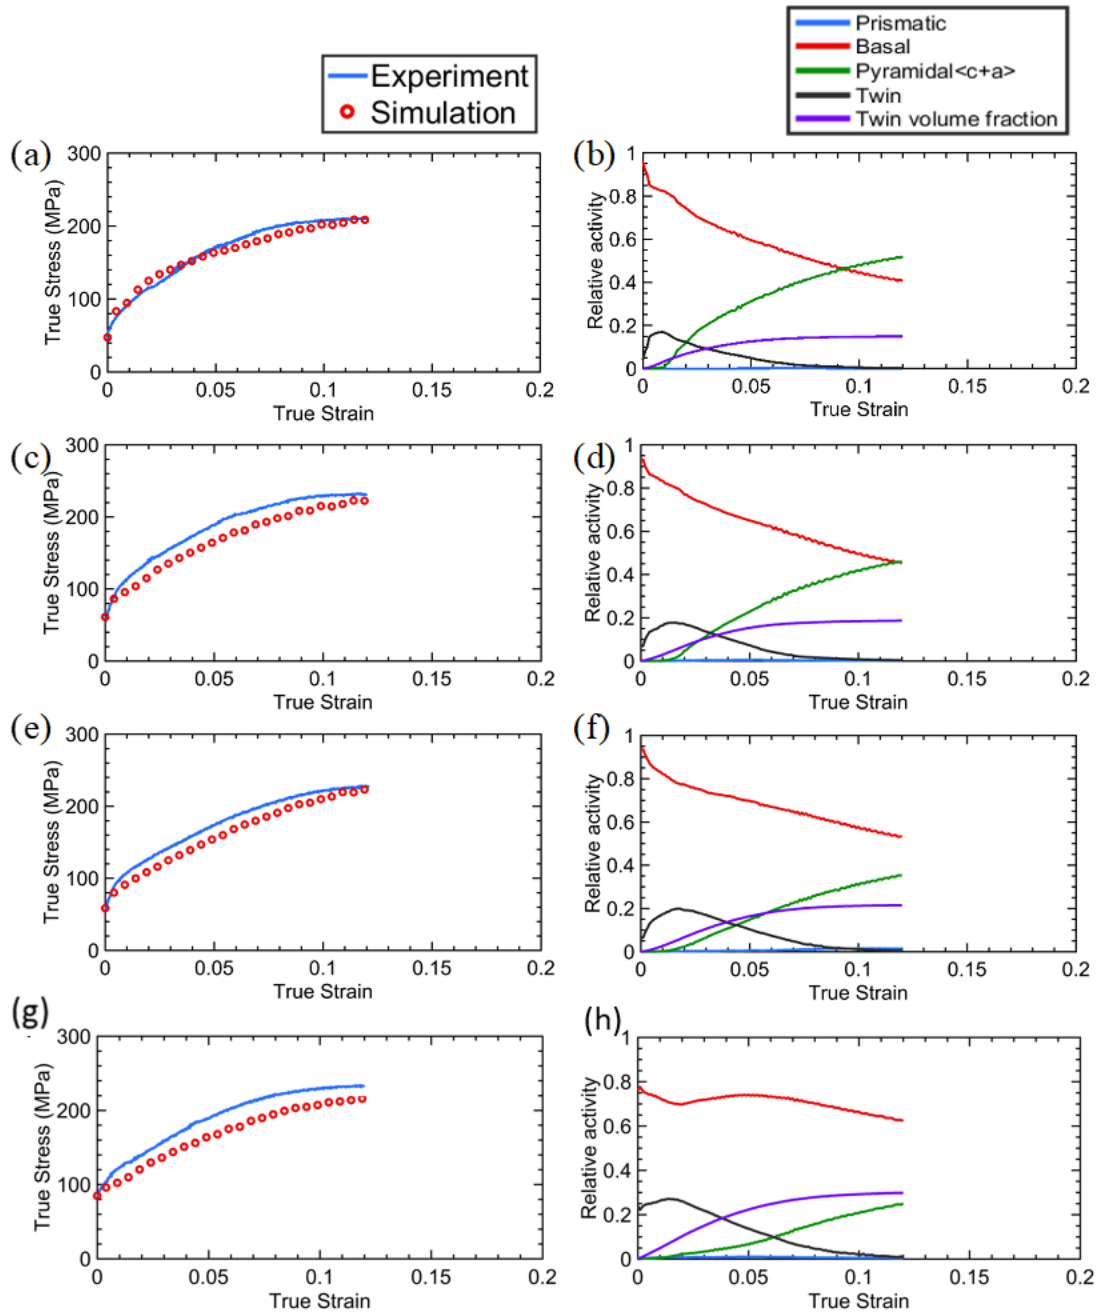 Prismatic
Basal
Pyramidal<c+a>
Twin
Twin volume fraction
Experiment
Simulation
(a)
300
200
100
0
True Stress (MPa)
0 0.05 0.1 0.15 0.2
True Strain
(b)
1
0.8
0.6
0.4
0.2
0
Relative activity
0 0.05 0.1 0.15 0.2
True Strain
(c)
300
200
100
0
True Stress (MPa)
0 0.05 0.1 0.15 0.2
True Strain
(d)
1
0.8
0.6
0.4
0.2
0
Relative activity
0 0.05 0.1 0.15 0.2
True Strain
(e)
300
200
100
0
True Stress (MPa)
0 0.05 0.1 0.15 0.2
True Strain
(f)
1
0.8
0.6
0.4
0.2
0
Relative activity
0 0.05 0.1 0.15 0.2
True Strain
(g)
300
200
100
0
True Stress (MPa)
0 0.05 0.1 0.15 0.2
True Strain
(h)
1
0.8
0.6
0.4
0.2
0
Relative activity
0 0.05 0.1 0.15 0.2
True Strain